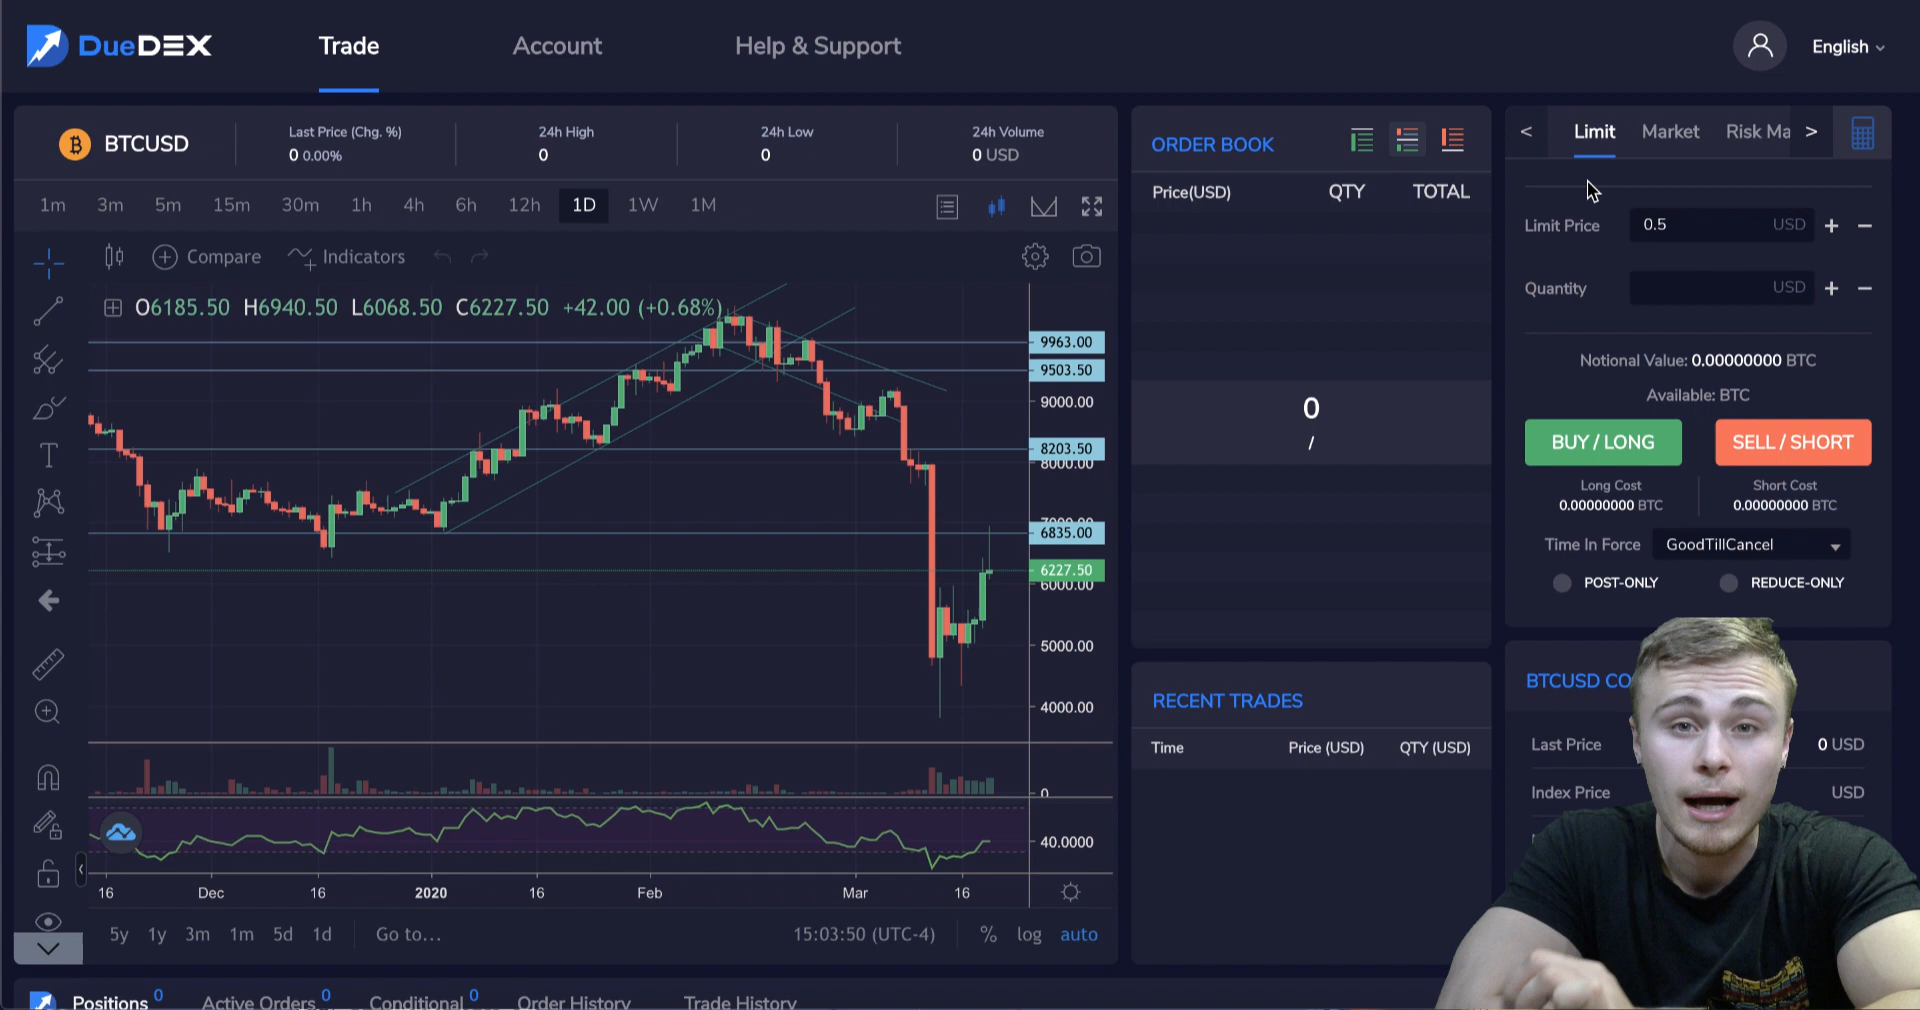 DueDEX
Trade
Account
Help & Support
English
BTCUSD
Last Price (Chg. %)
0 0.00%
24h High
0
24h Low
0
24h Volume
0 USD
1m 3m 5m 15m 30m 1h 4h 6h 12h 1D 1W 1M
Compare
Indicators
O6185.50 H6940.50 L6068.50 C6227.50 +42.00 (+0.68%)
9963.00
9503.50
9000.00
8203.50
8000.00
7000.00
6835.00
6227.50
6000.00
5000.00
4000.00
0
40.0000
16 Dec 16 2020 16 Feb Mar 16
5y 1y 3m 1m 5d 1d Go to...
15:03:50 (UTC-4) % log auto
Positions 0
Active Orders 0
Conditional 0
Order History
Trade History
ORDER BOOK
Price(USD) QTY TOTAL
0
/
RECENT TRADES
Time Price (USD) QTY (USD)
< Limit Market Risk Ma >
Limit Price 0.5 USD + −
Quantity USD + −
Notional Value: 0.00000000 BTC
Available: BTC
BUY / LONG
SELL / SHORT
Long Cost
0.00000000 BTC
Short Cost
0.00000000 BTC
Time In Force GoodTillCancel
POST-ONLY
REDUCE-ONLY
BTCUSD CO
Last Price 0 USD
Index Price USD